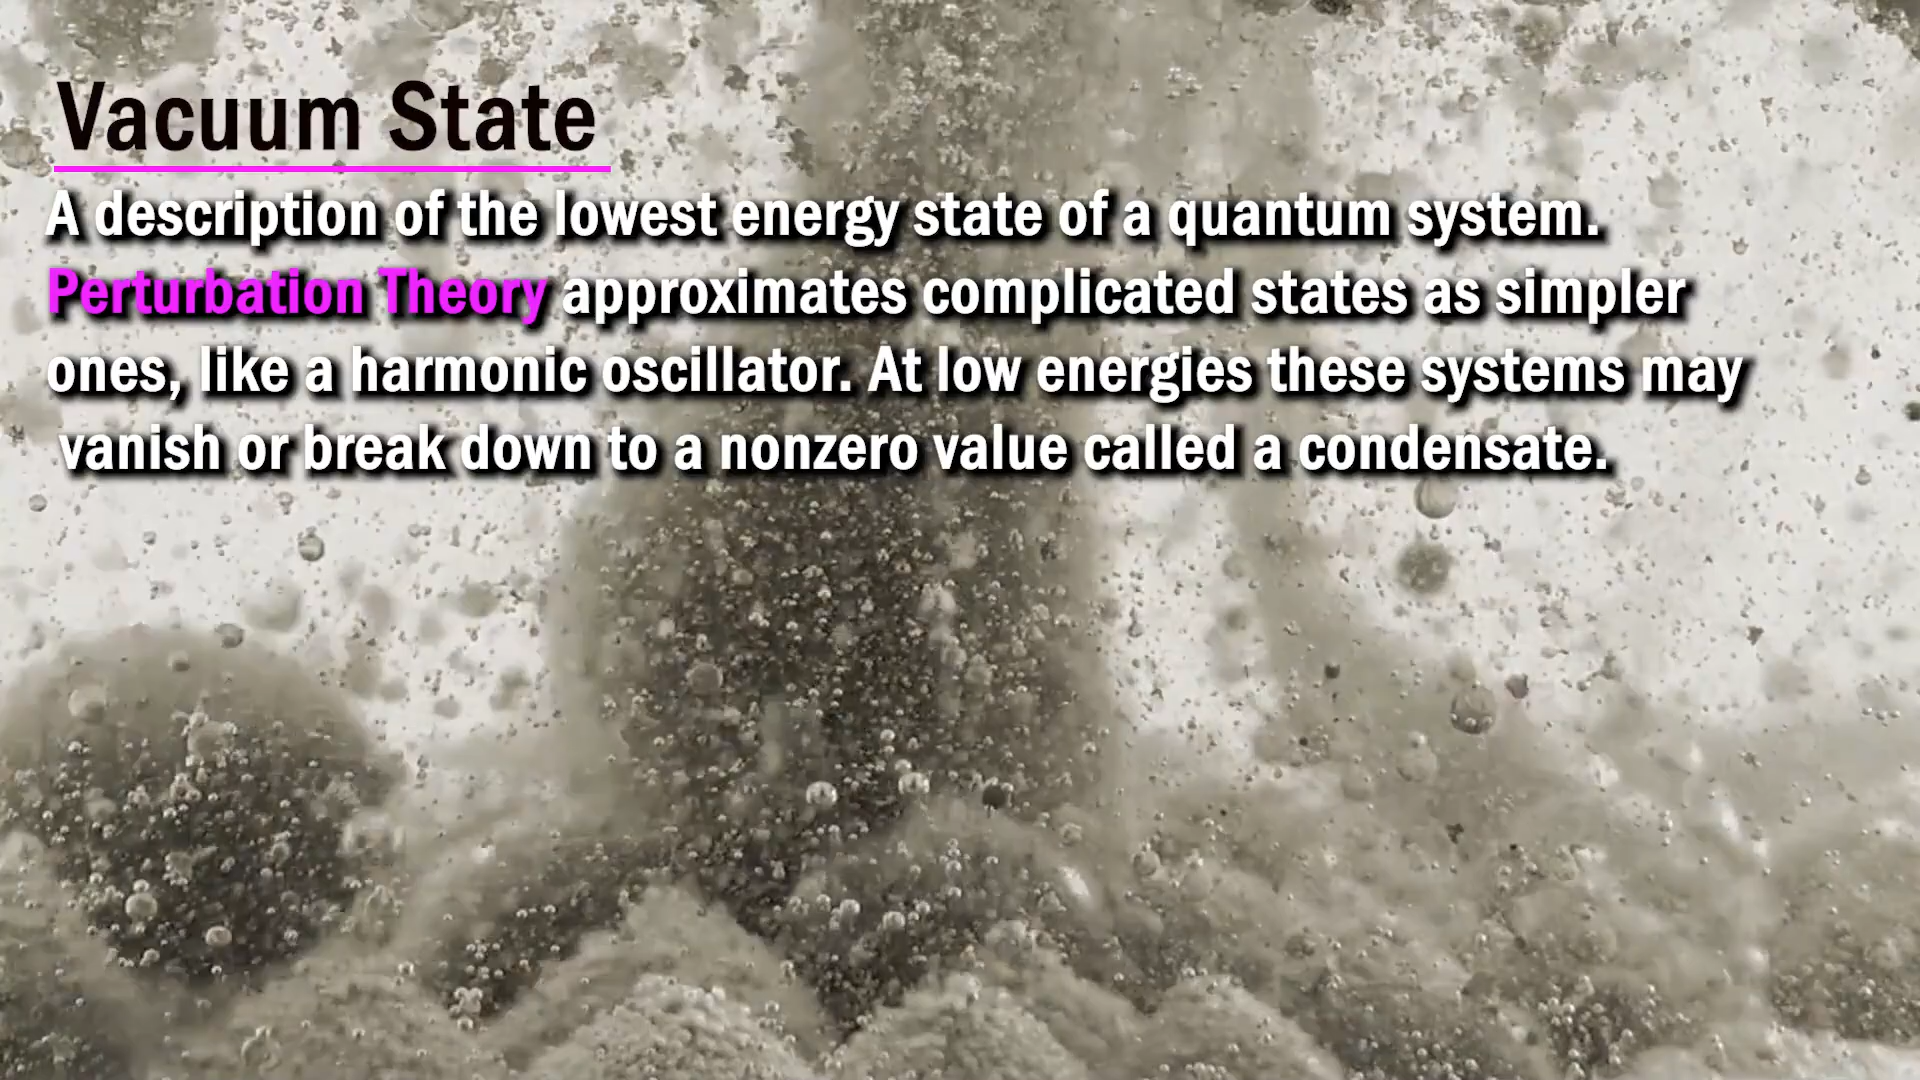 Vacuum State
A description of the lowest energy state of a quantum system.
Perturbation Theory approximates complicated states as simpler
ones, like a harmonic oscillator. At low energies these systems may
vanish or break down to a nonzero value called a condensate.